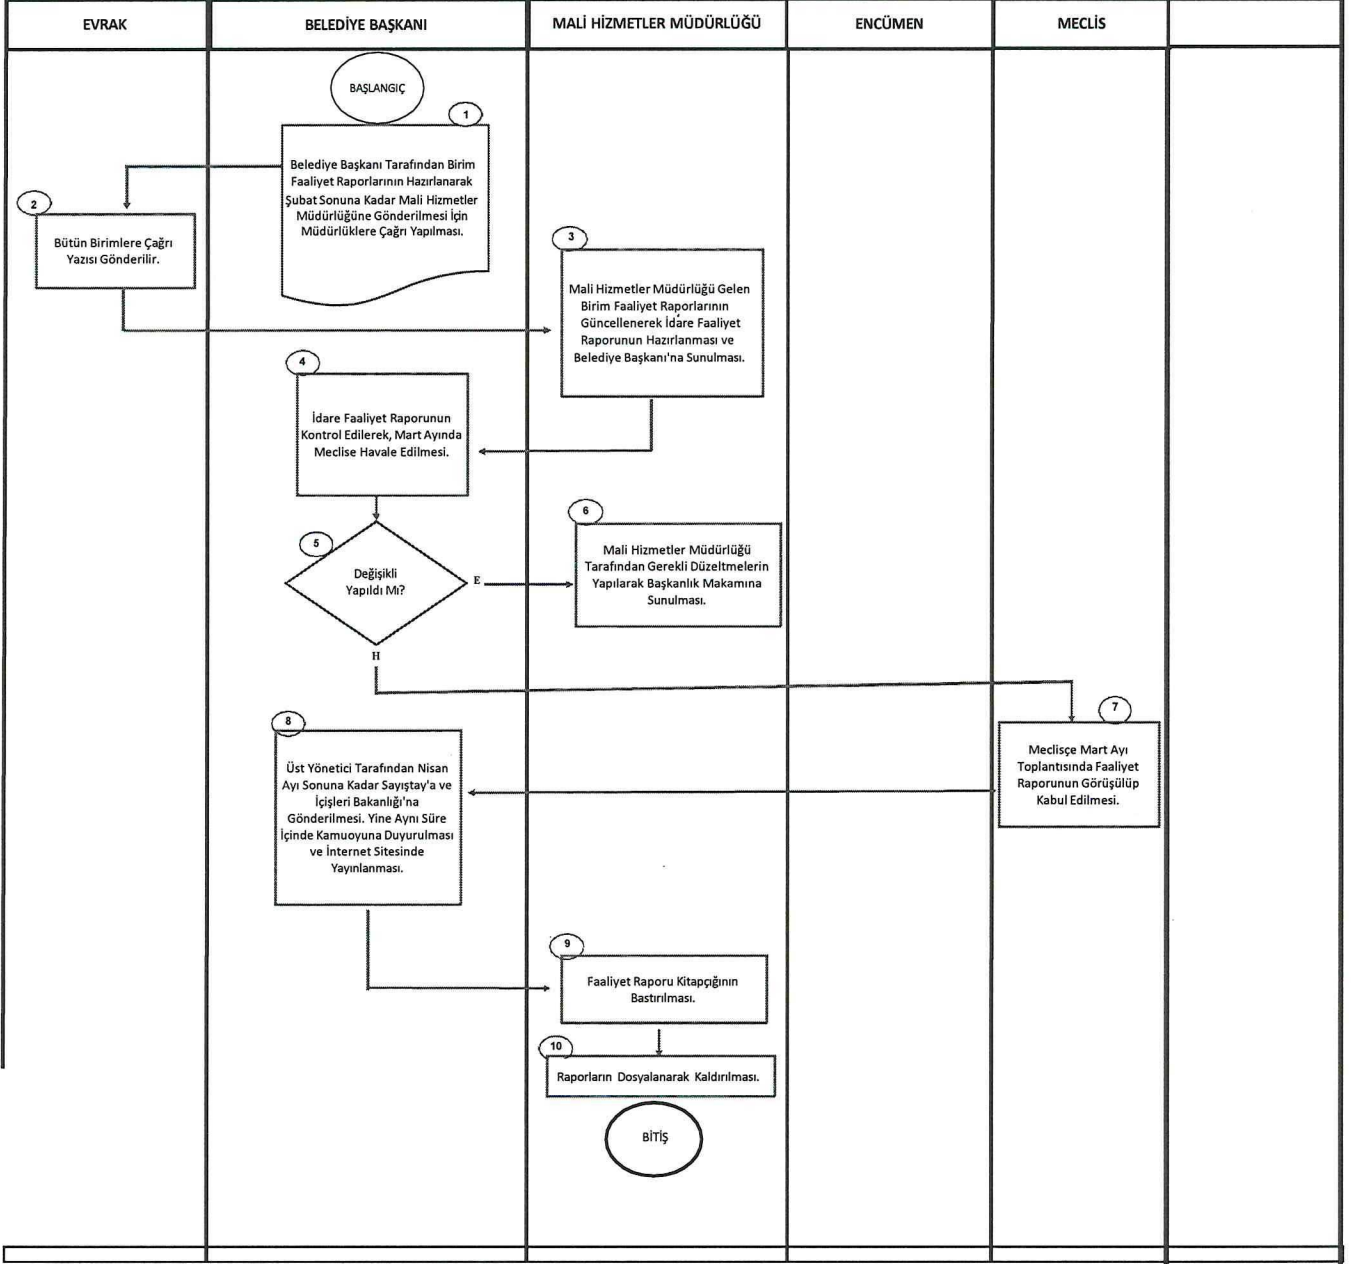 EVRAK
BELEDİYE BAŞKANI
MALİ HİZMETLER MÜDÜRLÜĞÜ
ENCÜMEN
MECLİS
BAŞLANGIÇ
1
Belediye Başkanı Tarafından Birim
Faaliyet Raporlarının Hazırlanarak
Şubat Sonuna Kadar Mali Hizmetler
Müdürlüğüne Gönderilmesi İçin
Müdürlüklere Çağrı Yapılması.
2
Bütün Birimlere Çağrı
Yazısı Gönderilir.
3
Mali Hizmetler Müdürlüğü Gelen
Birim Faaliyet Raporlarının
Güncellenerek İdare Faaliyet
Raporunun Hazırlanması ve
Belediye Başkanı'na Sunulması.
4
İdare Faaliyet Raporunun
Kontrol Edilerek, Mart Ayında
Meclise Havale Edilmesi.
5
Değişikli
Yapıldı Mı?
E
H
6
Mali Hizmetler Müdürlüğü
Tarafından Gerekli Düzeltmelerin
Yapılarak Başkanlık Makamına
Sunulması.
7
Meclisçe Mart Ayı
Toplantısında Faaliyet
Raporunun Görüşülüp
Kabul Edilmesi.
8
Üst Yönetici Tarafından Nisan
Ayı Sonuna Kadar Sayıştay'a ve
İçişleri Bakanlığı'na
Gönderilmesi. Yine Aynı Süre
İçinde Kamuoyuna Duyurulması
ve İnternet Sitesinde
Yayınlanması.
9
Faaliyet Raporu Kitapçığının
Bastırılması.
10
Raporların Dosyalanarak Kaldırılması.
BİTİŞ